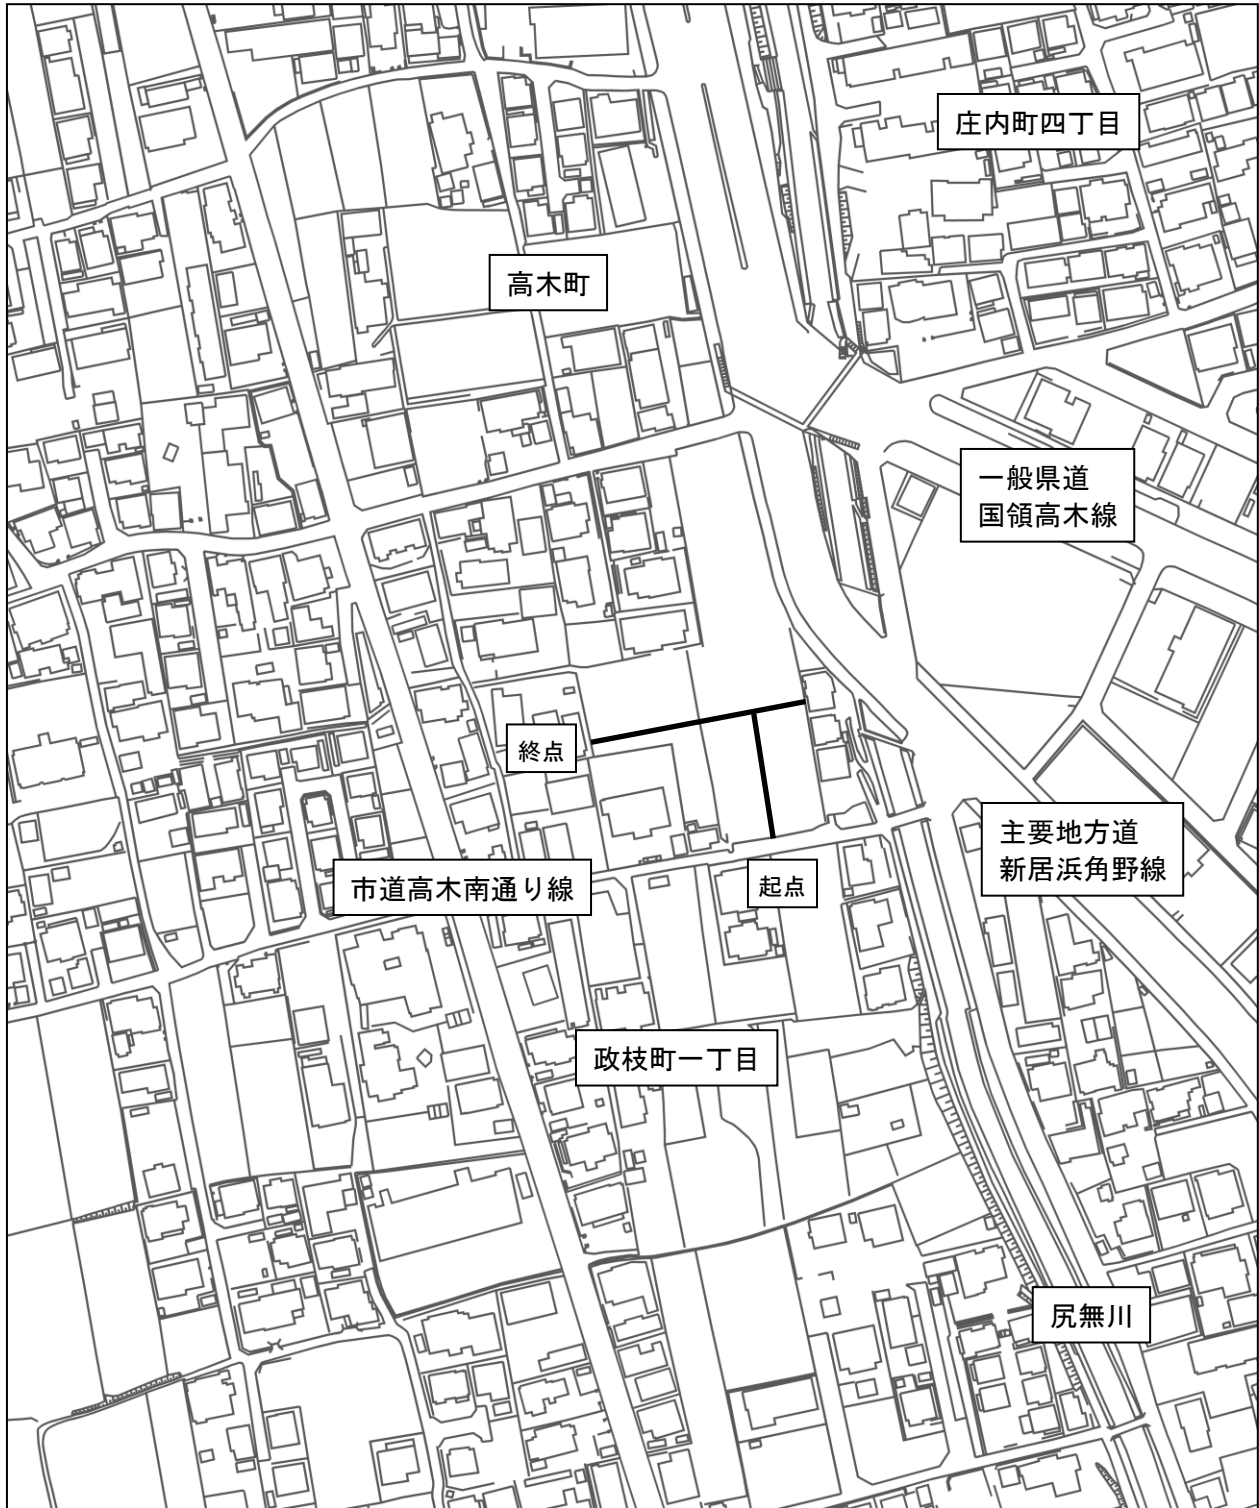 庄内町四丁目
高木町
一般県道
国領高木線
終点
主要地方道
新居浜角野線
市道高木南通り線
起点
政枝町一丁目
尻無川